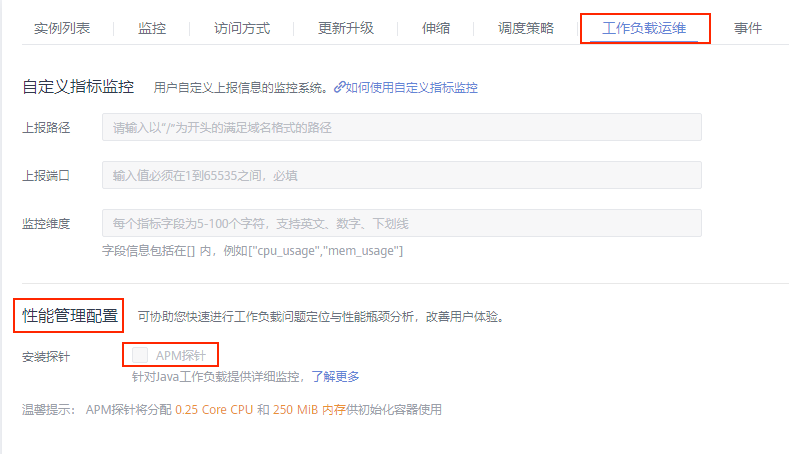 实例列表 监控 访问方式 更新升级 伸缩 调度策略 工作负载运维 事件
自定义指标监控 用户自定义上报信息的监控系统。如何使用自定义指标监控
上报路径 请输入以"/"为开头的满足域名格式的路径
上报端口 输入值必须在1到65535之间，必填
监控维度 每个指标字段为5-100个字符，支持英文、数字、下划线
字段信息包括在[] 内，例如["cpu_usage","mem_usage"]
性能管理配置 可协助您快速进行工作负载问题定位与性能瓶颈分析，改善用户体验。
安装探针 APM探针
针对Java工作负载提供详细监控，了解更多
温馨提示： APM探针将分配 0.25 Core CPU 和 250 MIB 内存供初始化容器使用